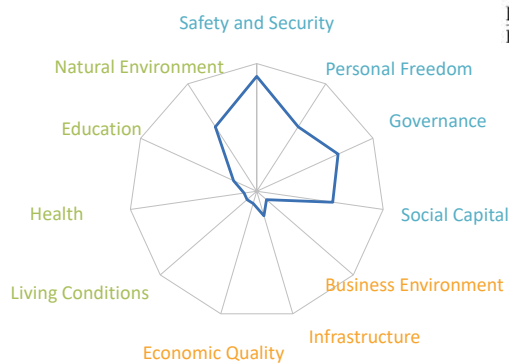 Safety and Security
Natural Environment
Personal Freedom
Education
Governance
Health
Social Capital
Living Conditions
Business Environment
Infrastructure
Economic Quality